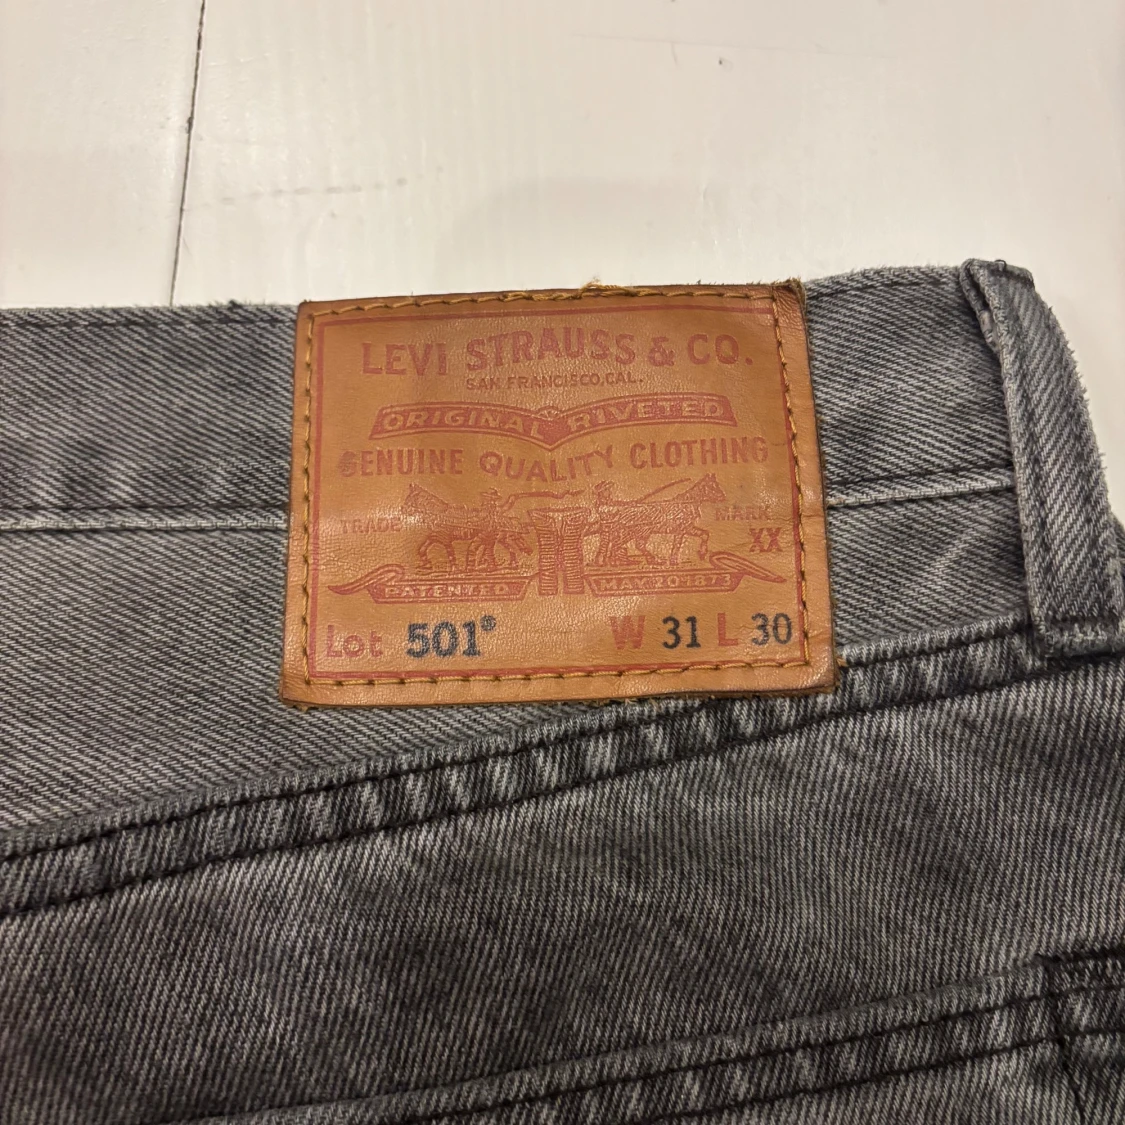 LEVI STRAUSS & CO.
SAN FRANCISCO, CAL.
ORIGINAL RIVETED
GENUINE QUALITY CLOTHING
TRADE MARK
XX
PATENTED MAY 20 1873
Lot 501® W 31 L 30